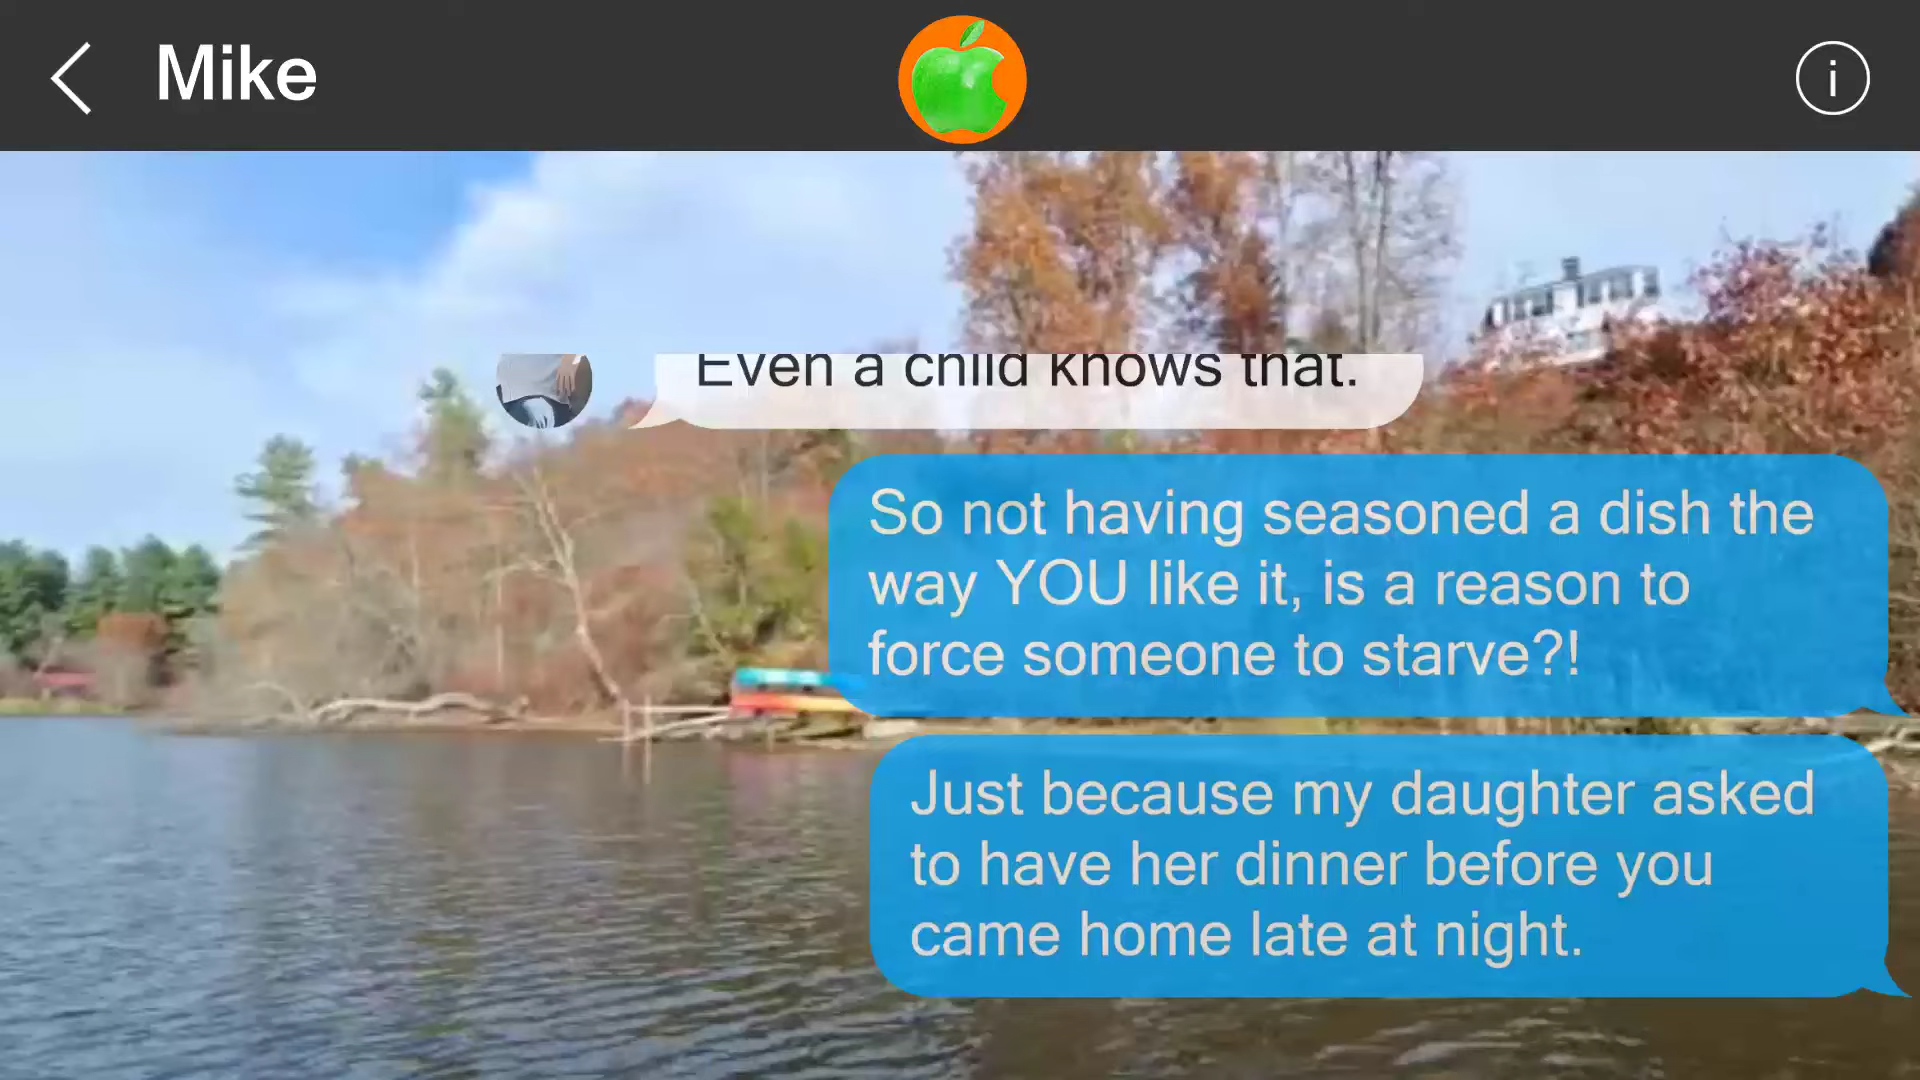 Mike
i
Even a child knows that.
So not having seasoned a dish the
way YOU like it, is a reason to
force someone to starve?!
Just because my daughter asked
to have her dinner before you
came home late at night.